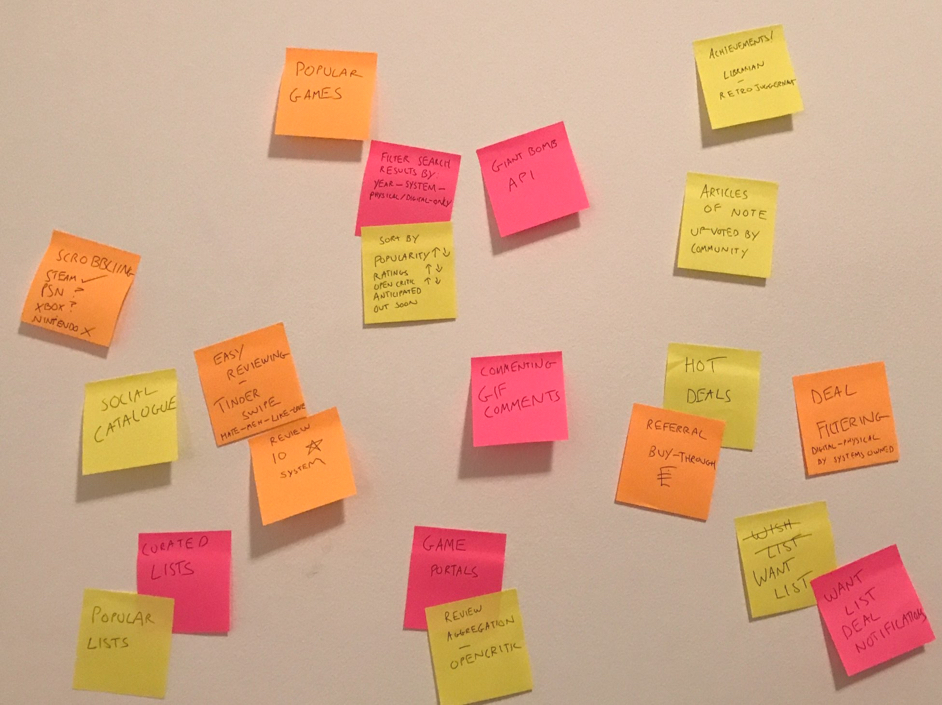 POPULAR
GAMES
ACHIEVEMENTS/
LIBRARIAN
—
RETRO JUGGERNAUT
FILTER SEARCH
RESULTS BY
YEAR – SYSTEM –
PHYSICAL/DIGITAL-ONLY
GIANT BOMB
API
ARTICLES
OF NOTE
UP-VOTED BY
COMMUNITY
SORT BY
POPULARITY ↑↓
RATINGS ↑↓
OPEN CRITIC ↑↓
ANTICIPATED
OUT SOON
SCROBBLING
STEAM ✓
PSN ?
XBOX ?
NINTENDO X
EASY
REVIEWING
—
TINDER
SWIPE
HATE-MEH-LIKE-LOVE
SOCIAL
CATALOGUE
REVIEW
10 ☆
SYSTEM
COMMENTING
GIF
COMMENTS
HOT
DEALS
REFERRAL
BUY-THROUGH
£
DEAL
FILTERING
DIGITAL-PHYSICAL
BY SYSTEMS OWNED
CURATED
LISTS
POPULAR
LISTS
GAME
PORTALS
REVIEW
AGGREGATION
—
OPENCRITIC
WISH
LIST
WANT
LIST
WANT
LIST
DEAL
NOTIFICATIONS